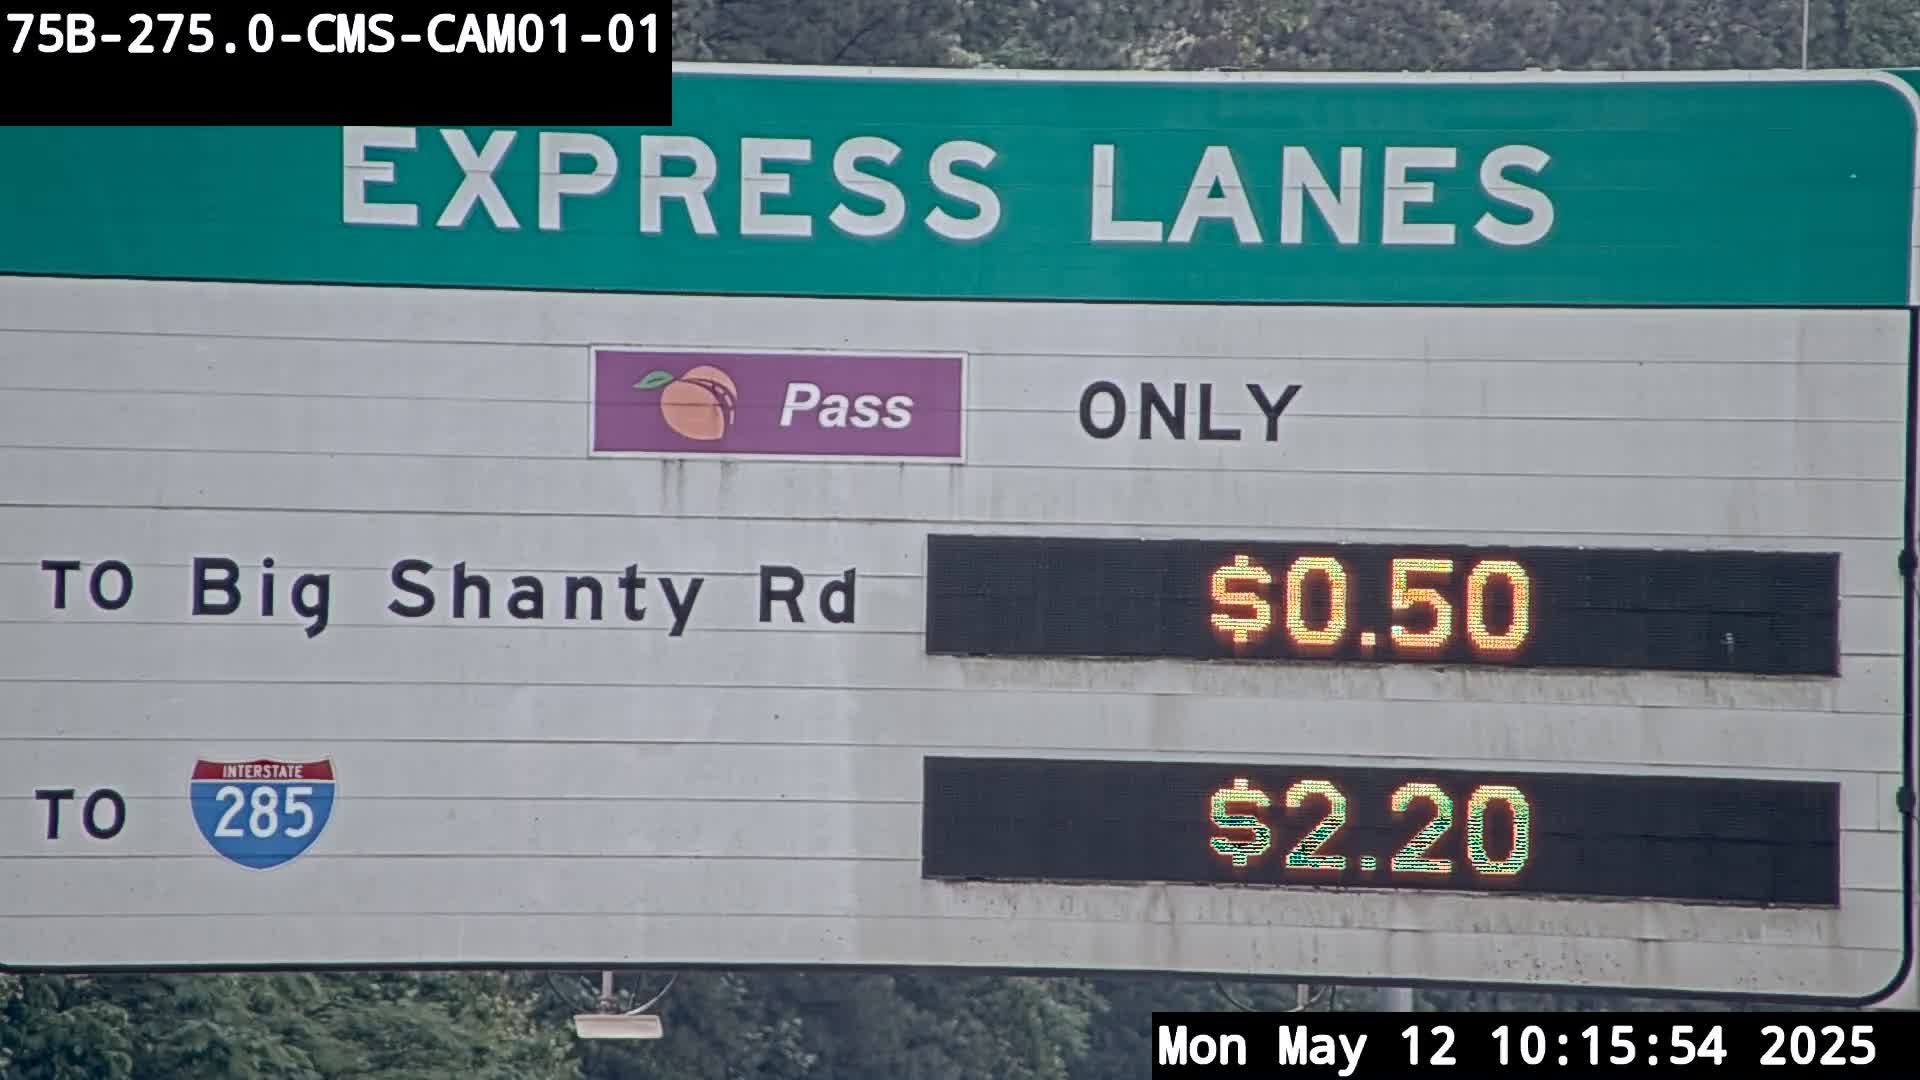 75B-275.0-CMS-CAM01-01
EXPRESS LANES
Pass ONLY
TO Big Shanty Rd $0.50
TO INTERSTATE 285 $2.20
Mon May 12 10:15:54 2025